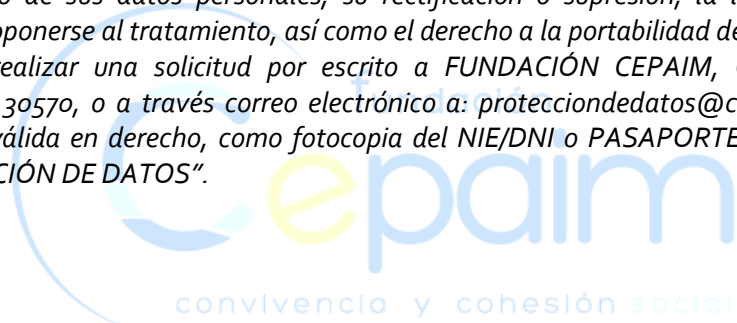 o de sus datos personales, su rectificación o supresión, la l
oponerse al tratamiento, así como el derecho a la portabilidad de
realizar una solicitud por escrito a FUNDACIÓN CEPAIM,
30570, o a través correo electrónico a: protecciondedatos@c
válida en derecho, como fotocopia del NIE/DNI o PASAPORTE
CIÓN DE DATOS”.
fundación
cepaim
convivencia y cohesión social